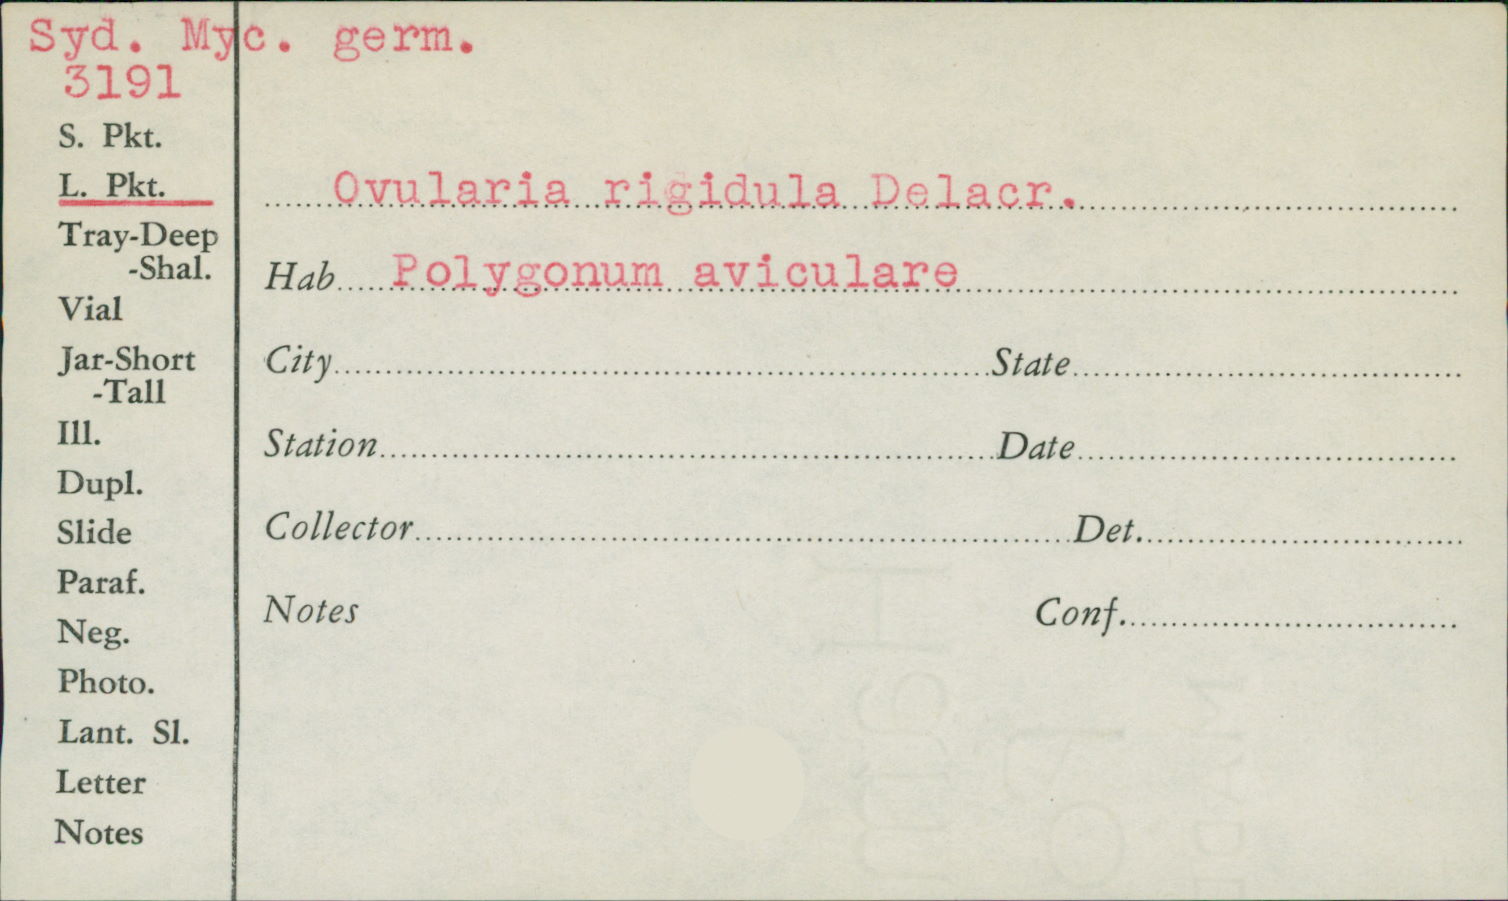 Syd. Myc. germ.
3191
S. Pkt.
L. Pkt.
Tray-Deep
-Shal.
Vial
Jar-Short
-Tall
Ill.
Dupl.
Slide
Paraf.
Neg.
Photo.
Lant. Sl.
Letter
Notes
Ovularia rigidula Delacr.
Hab Polygonum aviculare
City State
Station Date
Collector Det.
Notes Conf.